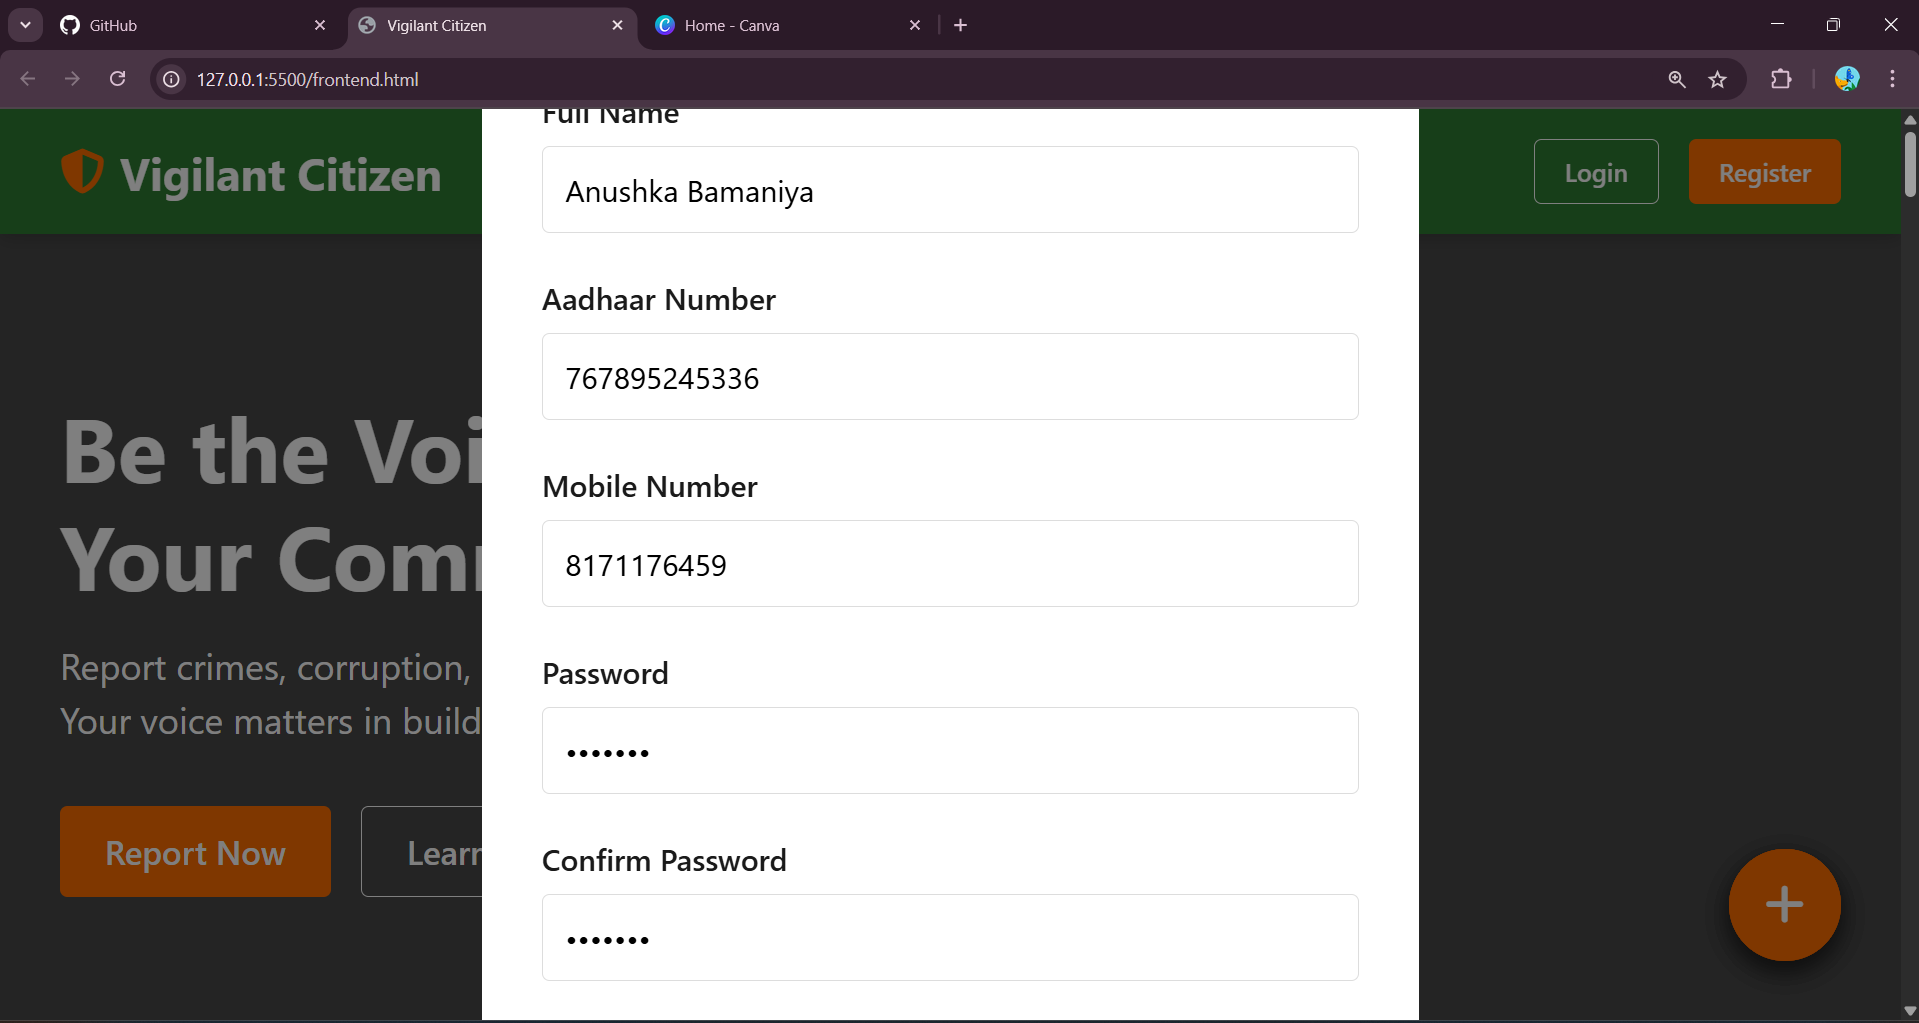 GitHub
Vigilant Citizen
Home - Canva
127.0.0.1:5500/frontend.html
Vigilant Citizen
Login
Register
Be the Voi
Your Com
Report crimes, corruption,
Your voice matters in build
Report Now
Learn
Full Name
Anushka Bamaniya
Aadhaar Number
767895245336
Mobile Number
8171176459
Password
•••••••
Confirm Password
•••••••